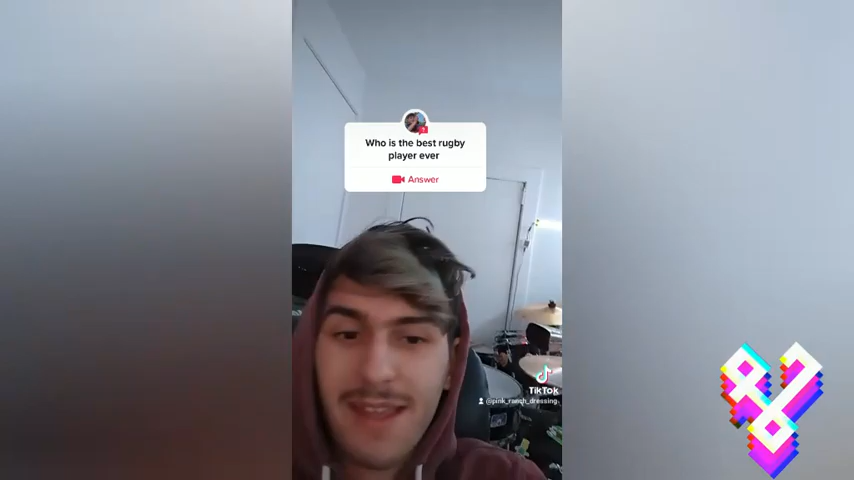 Who is the best rugby
player ever
Answer
TikTok
@pink_ranch_dressing